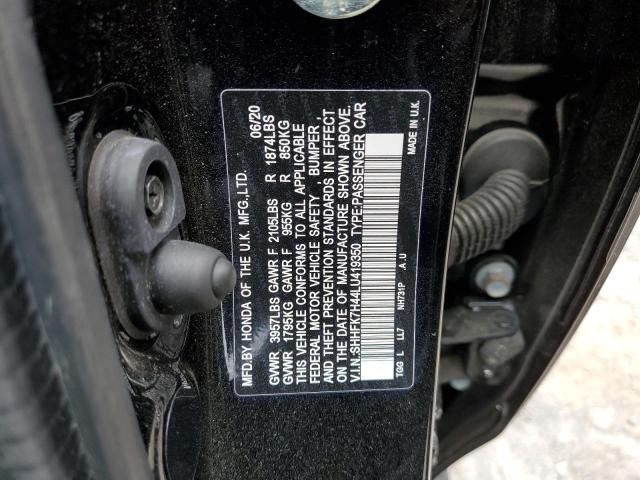 MFD.BY HONDA OF THE U.K. MFG.,LTD. 06/20
GVWR 3957LBS GAWR F 2105LBS R 1874LBS
GVWR 1795KG GAWR F 955KG R 850KG
THIS VEHICLE CONFORMS TO ALL APPLICABLE
FEDERAL MOTOR VEHICLE SAFETY , BUMPER ,
AND THEFT PREVENTION STANDARDS IN EFFECT
ON THE DATE OF MANUFACTURE SHOWN ABOVE.
V.I.N.:SHHFK7H44LU419350 TYPE:PASSENGER CAR
TGG L LL7 NH731P .A.U MADE IN U.K.